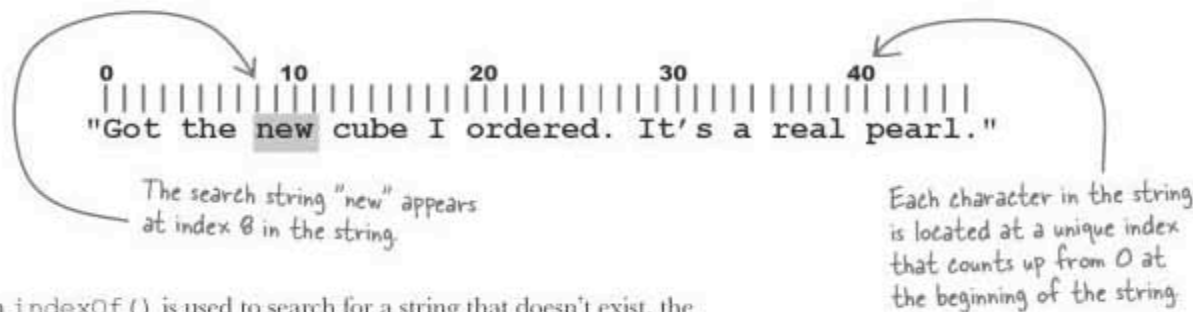 0 10 20 30 40
"Got the new cube I ordered. It's a real pearl."
The search string "new" appears
at index 8 in the string.
Each character in the string
is located at a unique index
that counts up from 0 at
the beginning of the string.
indexOf() is used to search for a string that doesn't exist, the